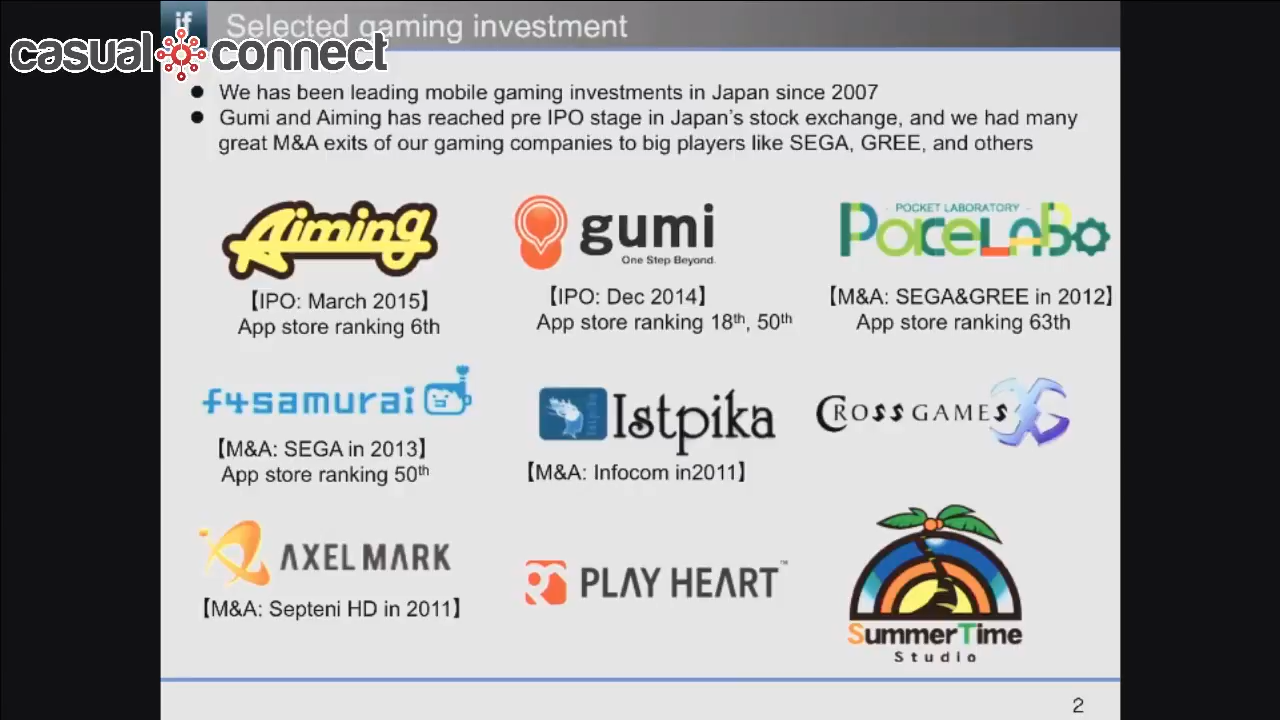 if
Selected gaming investment
casual connect
We has been leading mobile gaming investments in Japan since 2007
Gumi and Aiming has reached pre IPO stage in Japan's stock exchange, and we had many
great M&A exits of our gaming companies to big players like SEGA, GREE, and others
Aiming
gumi
One Step Beyond.
POCKET LABORATORY
PokeLABo
【IPO: March 2015】
App store ranking 6th
【IPO: Dec 2014】
App store ranking 18th, 50th
【M&A: SEGA&GREE in 2012】
App store ranking 63th
f4samurai
【M&A: SEGA in 2013】
App store ranking 50th
Istpika
【M&A: Infocom in2011】
CROSS GAMES
AXEL MARK
【M&A: Septeni HD in 2011】
PLAY HEART™
SummerTime
Studio
2